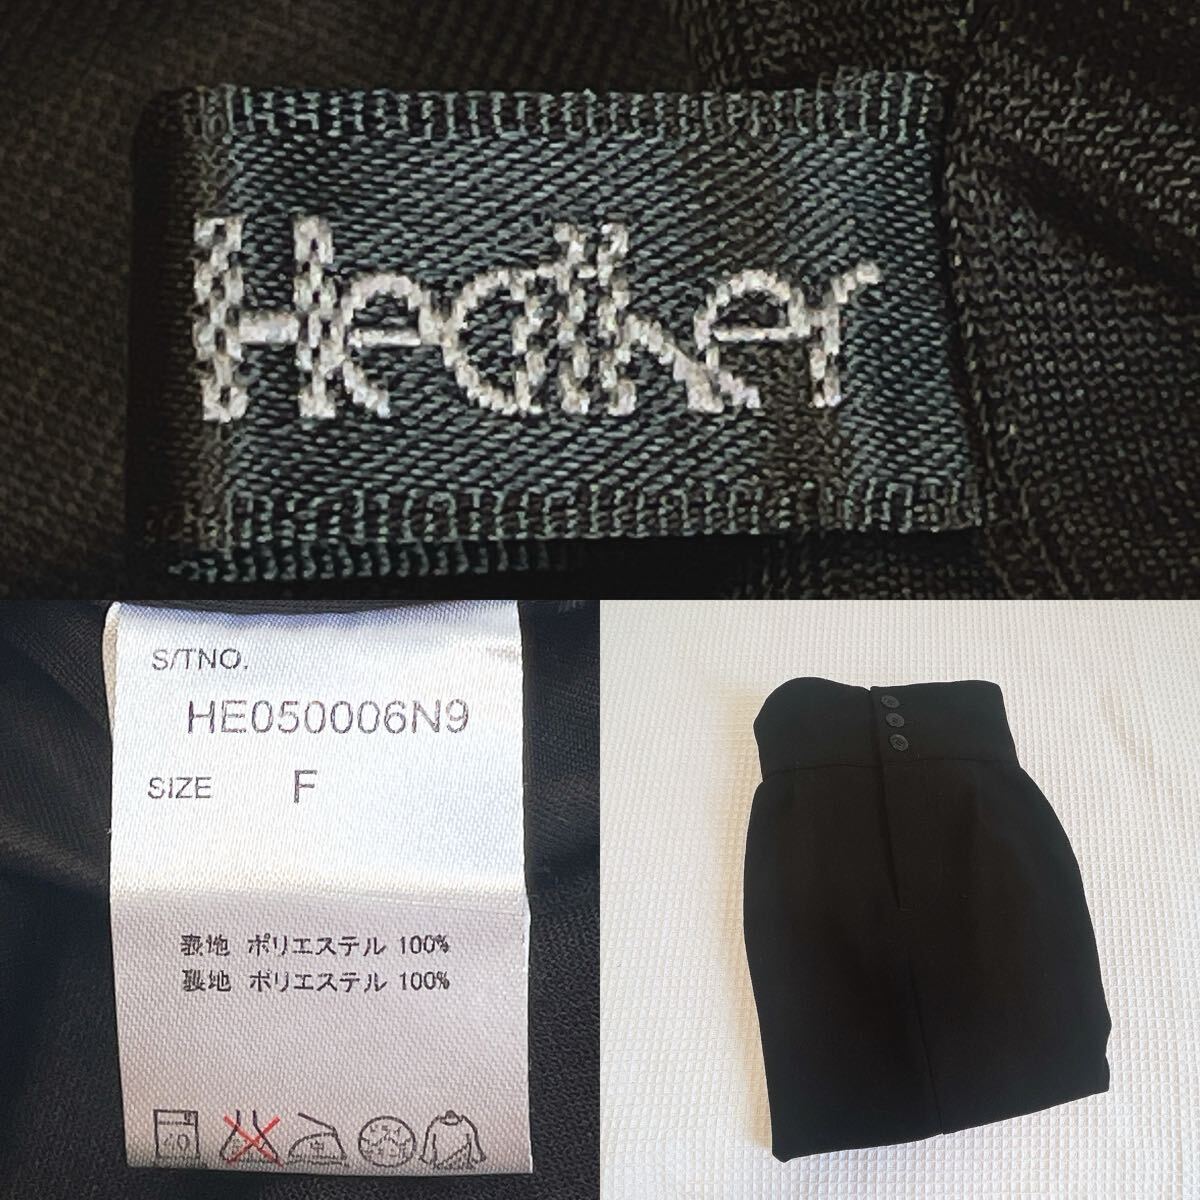 Heather
S/TNO.
HE050006N9
SIZE F
表地 ポリエステル 100%
裏地 ポリエステル 100%
40